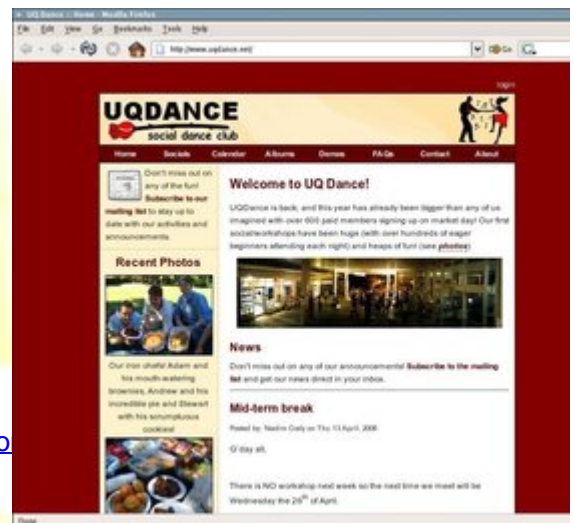 UQ Dance :: Home - Mozilla Firefox
File Edit View Go Bookmarks Tools Help
http://www.uqdance.net/
Go
login
UQDANCE
social dance club
Home Socials Calendar Albums Demos FAQs Contact About
Don't miss out on
any of the fun!
Subscribe to our
mailing list to stay up to
date with our activities and
announcements.
Recent Photos
Our iron chefs! Adam and
his mouth-watering
brownies, Andrew and his
incredible pie and Stewart
with his scrumptuous
cookies!
Welcome to UQ Dance!
UQDance is back, and this year has already been bigger than any of us
imagined with over 600 paid members signing up on market day! Our first
social/workshops have been huge (with over hundreds of eager
beginners attending each night) and heaps of fun! (see photos)
News
Don't miss out on any of our announcements! Subscribe to the mailing
list and get our news direct in your inbox.
Mid-term break
Posted by: on Thu 13 April, 2006
G'day all,
There is NO workshop next week so the next time we meet will be
Wednesday the 26th of April.
Done
o